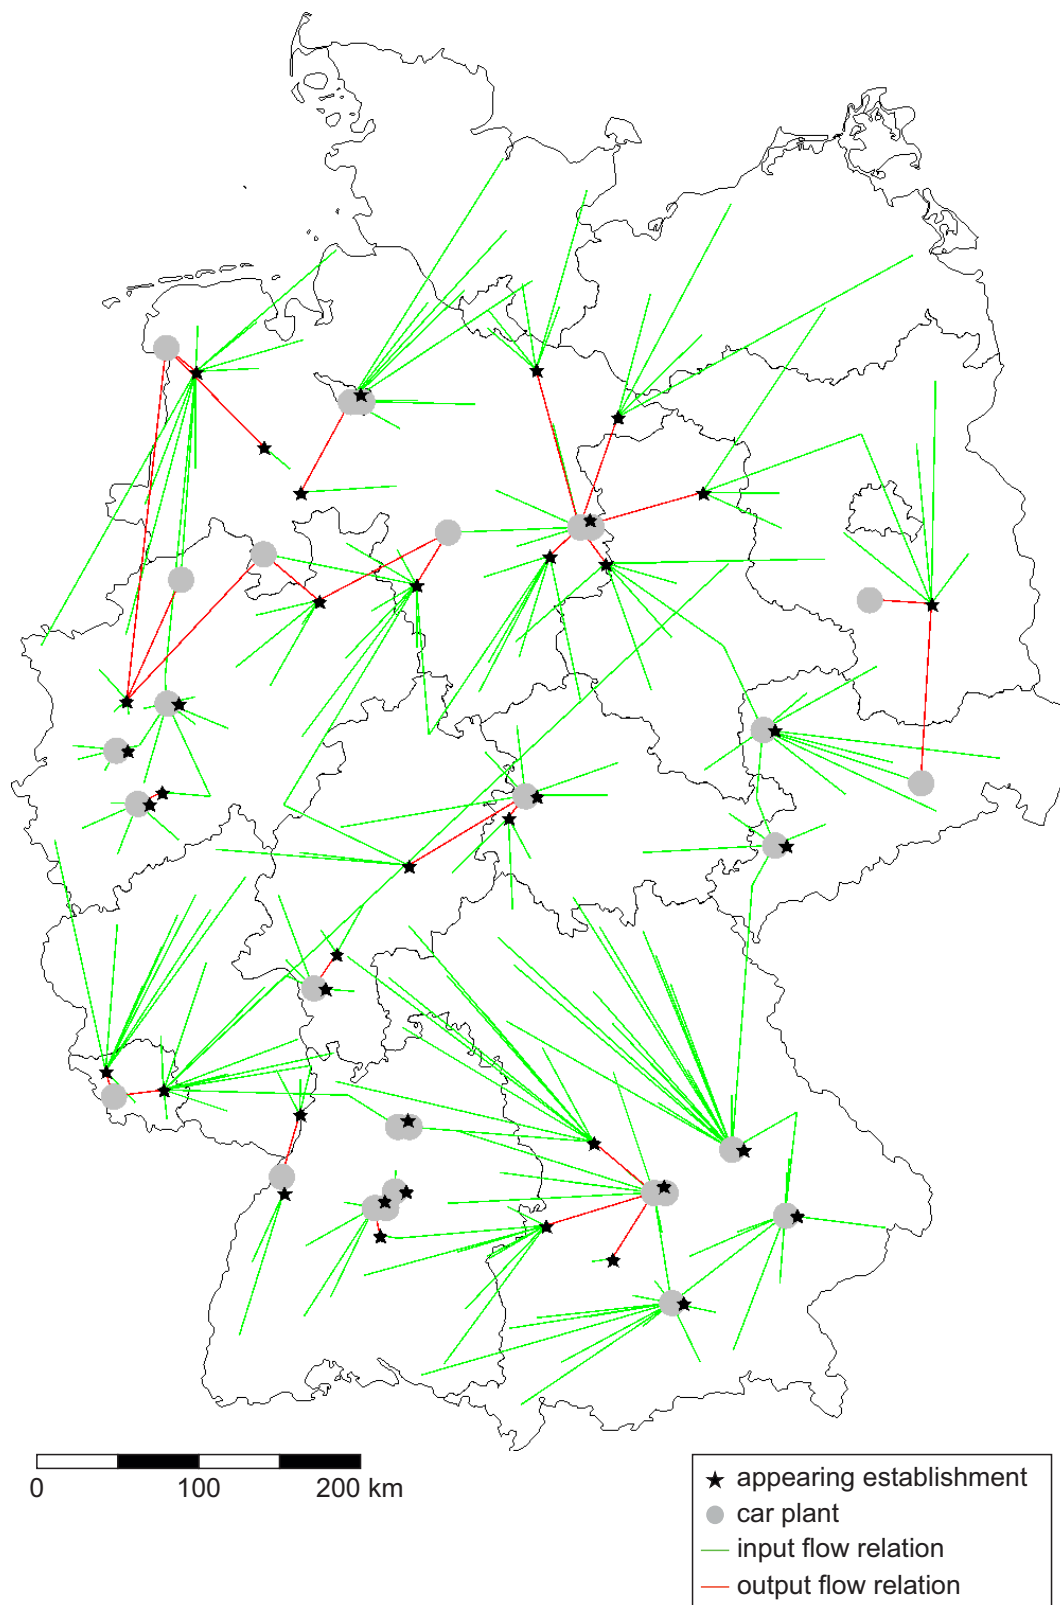 0 100 200 km
appearing establishment
car plant
input flow relation
output flow relation